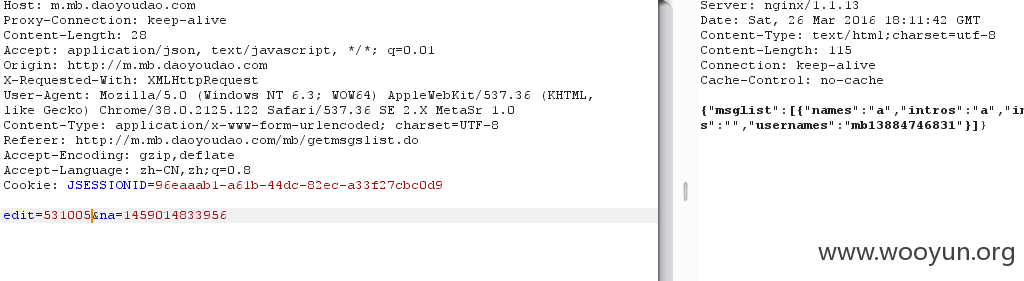 Host: m.mb.daoyoudao.com
Proxy-Connection: keep-alive
Content-Length: 28
Accept: application/json, text/javascript, */*; q=0.01
Origin: http://m.mb.daoyoudao.com
X-Requested-With: XMLHttpRequest
User-Agent: Mozilla/5.0 (Windows NT 6.3; WOW64) AppleWebKit/537.36 (KHTML,
like Gecko) Chrome/38.0.2125.122 Safari/537.36 SE 2.X MetaSr 1.0
Content-Type: application/x-www-form-urlencoded; charset=UTF-8
Referer: http://m.mb.daoyoudao.com/mb/getmsgslist.do
Accept-Encoding: gzip,deflate
Accept-Language: zh-CN,zh;q=0.8
Cookie: JSESSIONID=96eaaab1-a61b-44dc-82ec-a33f27cbc0d9
edit=531005&na=1459014833956
Server: nginx/1.1.13
Date: Sat, 26 Mar 2016 18:11:42 GMT
Content-Type: text/html;charset=utf-8
Content-Length: 115
Connection: keep-alive
Cache-Control: no-cache
{"msglist":[{"names":"a","intros":"a","in
s":"","usernames":"mb13884746831"}]}
www.wooyun.org